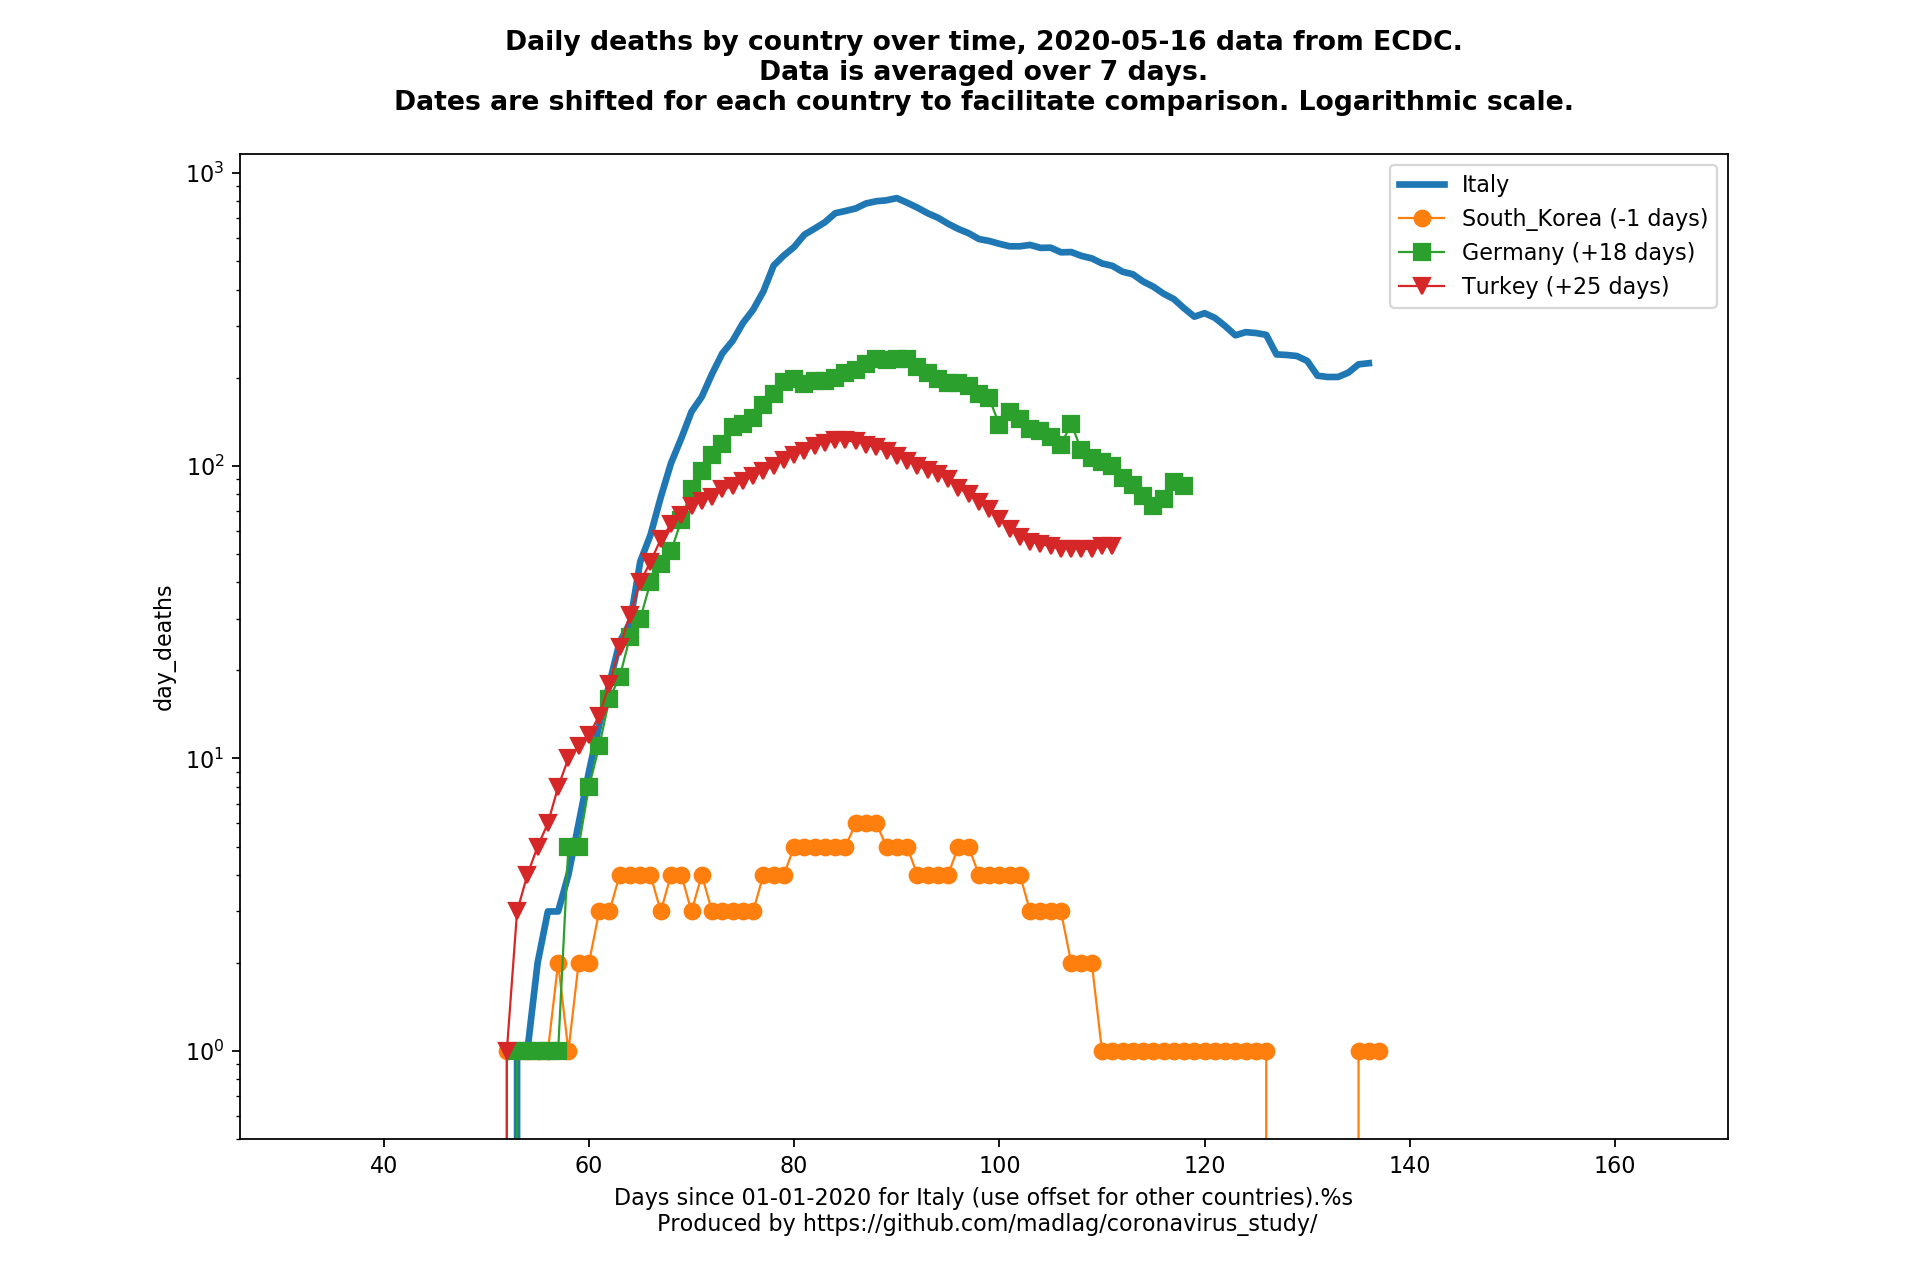 Daily deaths by country over time, 2020-05-16 data from ECDC.
Data is averaged over 7 days.
Dates are shifted for each country to facilitate comparison. Logarithmic scale.
10³
10²
10¹
10⁰
day_deaths
Italy
South_Korea (-1 days)
Germany (+18 days)
Turkey (+25 days)
40 60 80 100 120 140 160
Days since 01-01-2020 for Italy (use offset for other countries).%s
Produced by https://github.com/madlag/coronavirus_study/